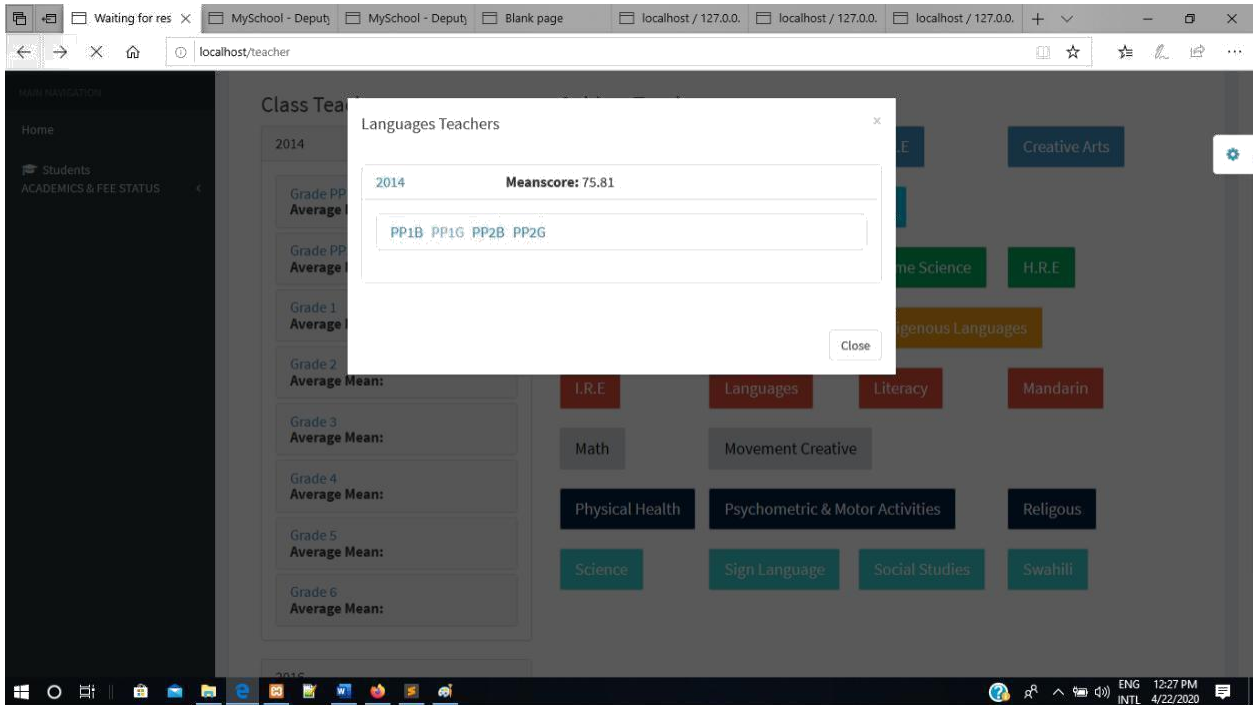 Waiting for res
MySchool - Deputy
MySchool - Deputy
Blank page
localhost / 127.0.0.
localhost / 127.0.0.
localhost / 127.0.0.
localhost/teacher
MAIN NAVIGATION
Home
Students
ACADEMICS & FEE STATUS
Class Tea
2014
Grade PP
Average
Grade PP
Average
Grade 1
Average
Grade 2
Average Mean:
Grade 3
Average Mean:
Grade 4
Average Mean:
Grade 5
Average Mean:
Grade 6
Average Mean:
2016
Languages Teachers
×
2014 Meanscore: 75.81
PP1B PP1G PP2B PP2G
Close
.E Creative Arts
me Science H.R.E
igenous Languages
I.R.E Languages Literacy Mandarin
Math Movement Creative
Physical Health Psychometric & Motor Activities Religous
Science Sign Language Social Studies Swahili
ENG 12:27 PM
INTL 4/22/2020